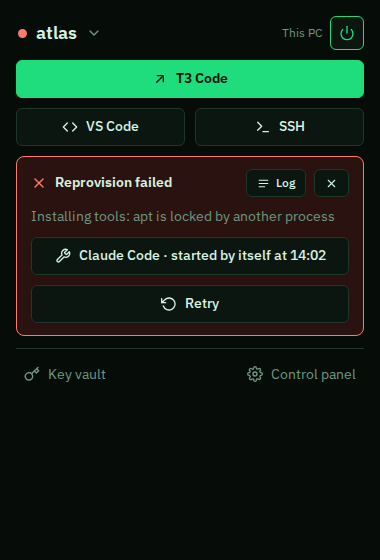 atlas
This PC
T3 Code
VS Code
SSH
Reprovision failed
Log
Installing tools: apt is locked by another process
Claude Code · started by itself at 14:02
Retry
Key vault
Control panel